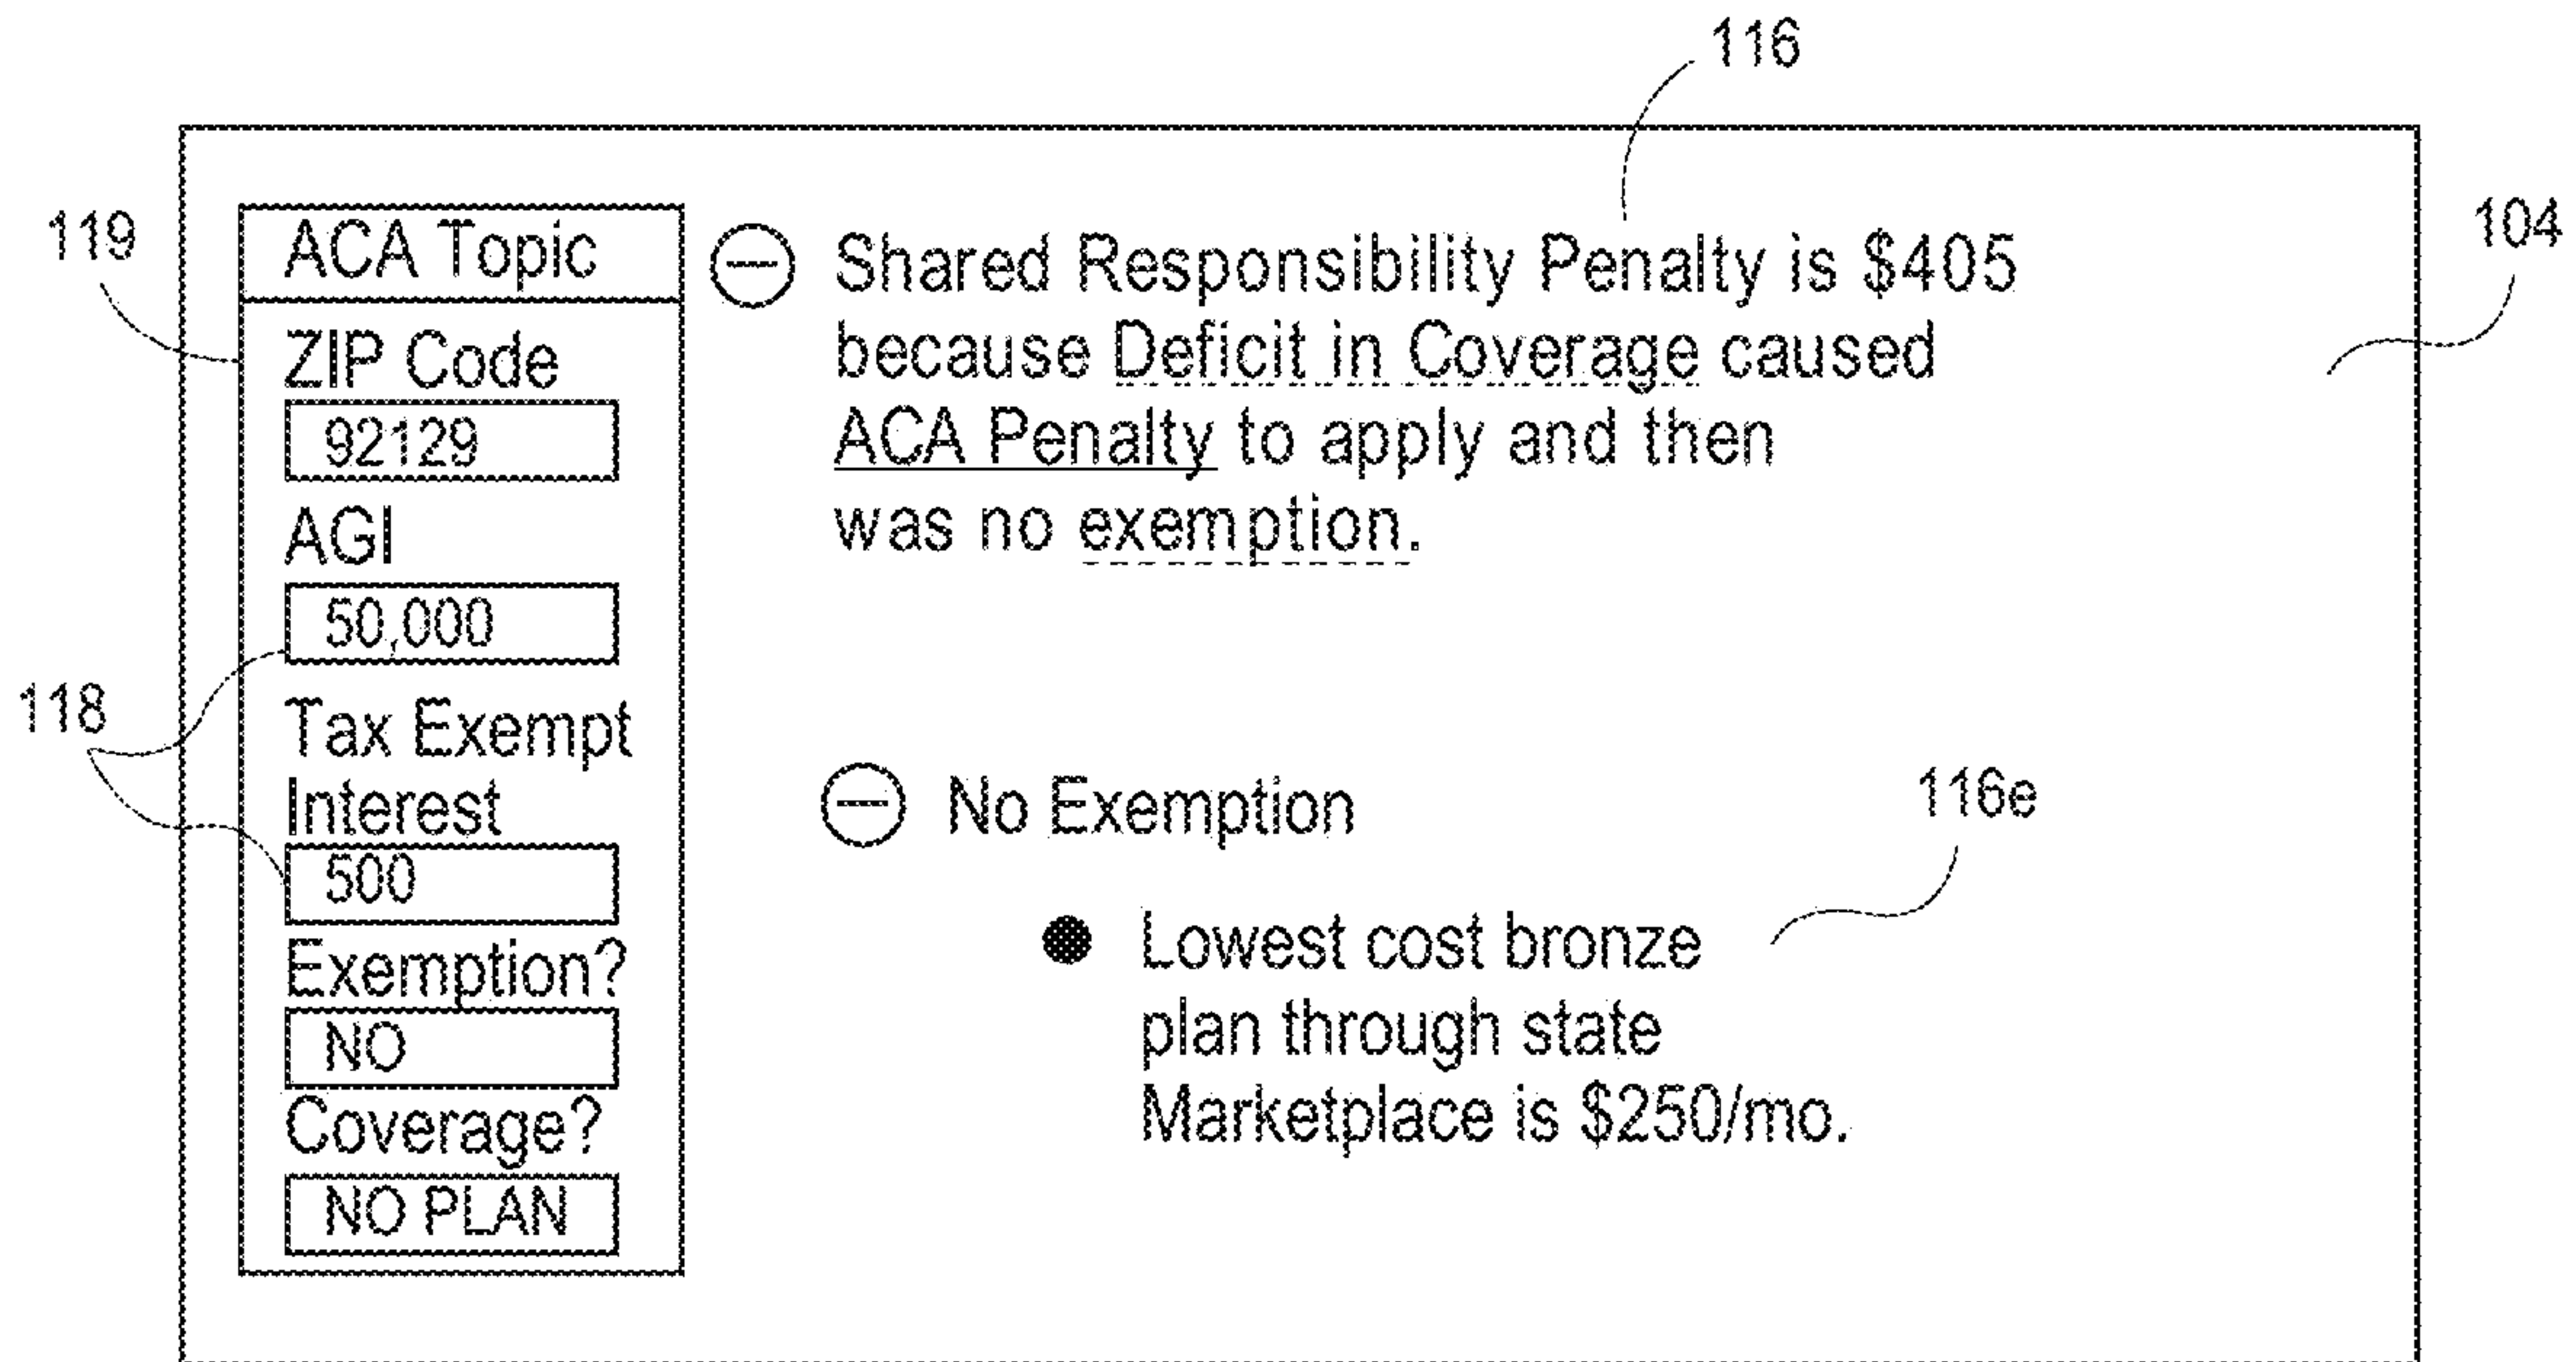 116
104
119
ACA Topic
ZIP Code
92129
AGI
50,000
118
Tax Exempt
Interest
500
Exemption?
NO
Coverage?
NO PLAN
Shared Responsibility Penalty is $405
because Deficit in Coverage caused
ACA Penalty to apply and then
was no exemption.
No Exemption
116e
Lowest cost bronze
plan through state
Marketplace is $250/mo.